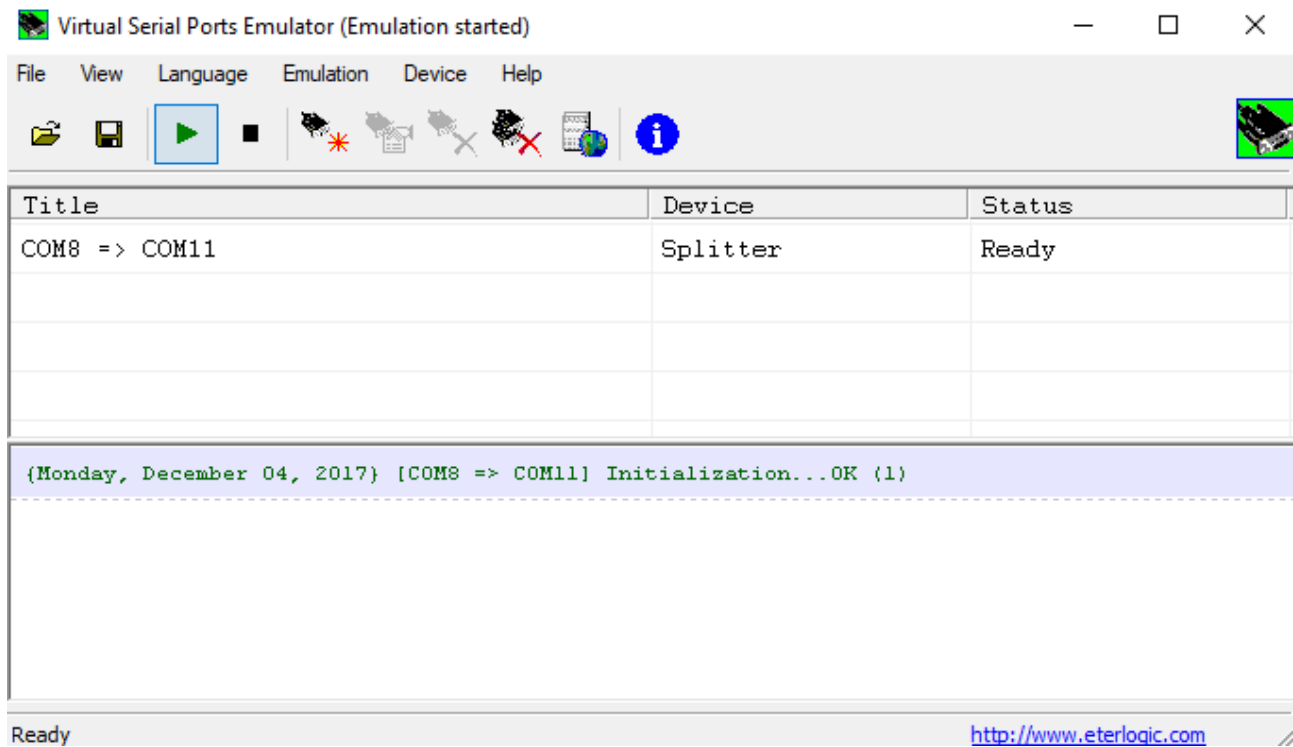 Virtual Serial Ports Emulator (Emulation started)
File View Language Emulation Device Help
Title Device Status
COM8 => COM11 Splitter Ready
{Monday, December 04, 2017} [COM8 => COM11] Initialization...OK (1)
Ready http://www.eterlogic.com